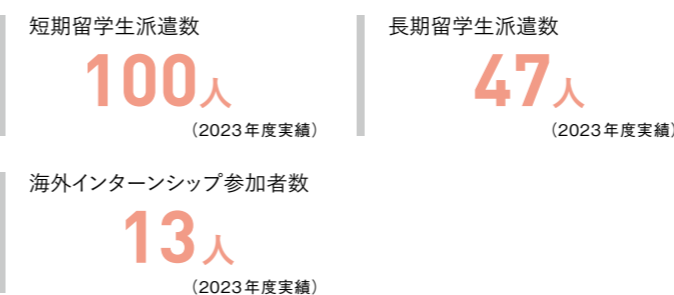 短期留学生派遣数
100人
（2023年度実績）
長期留学生派遣数
47人
（2023年度実績）
海外インターンシップ参加者数
13人
（2023年度実績）